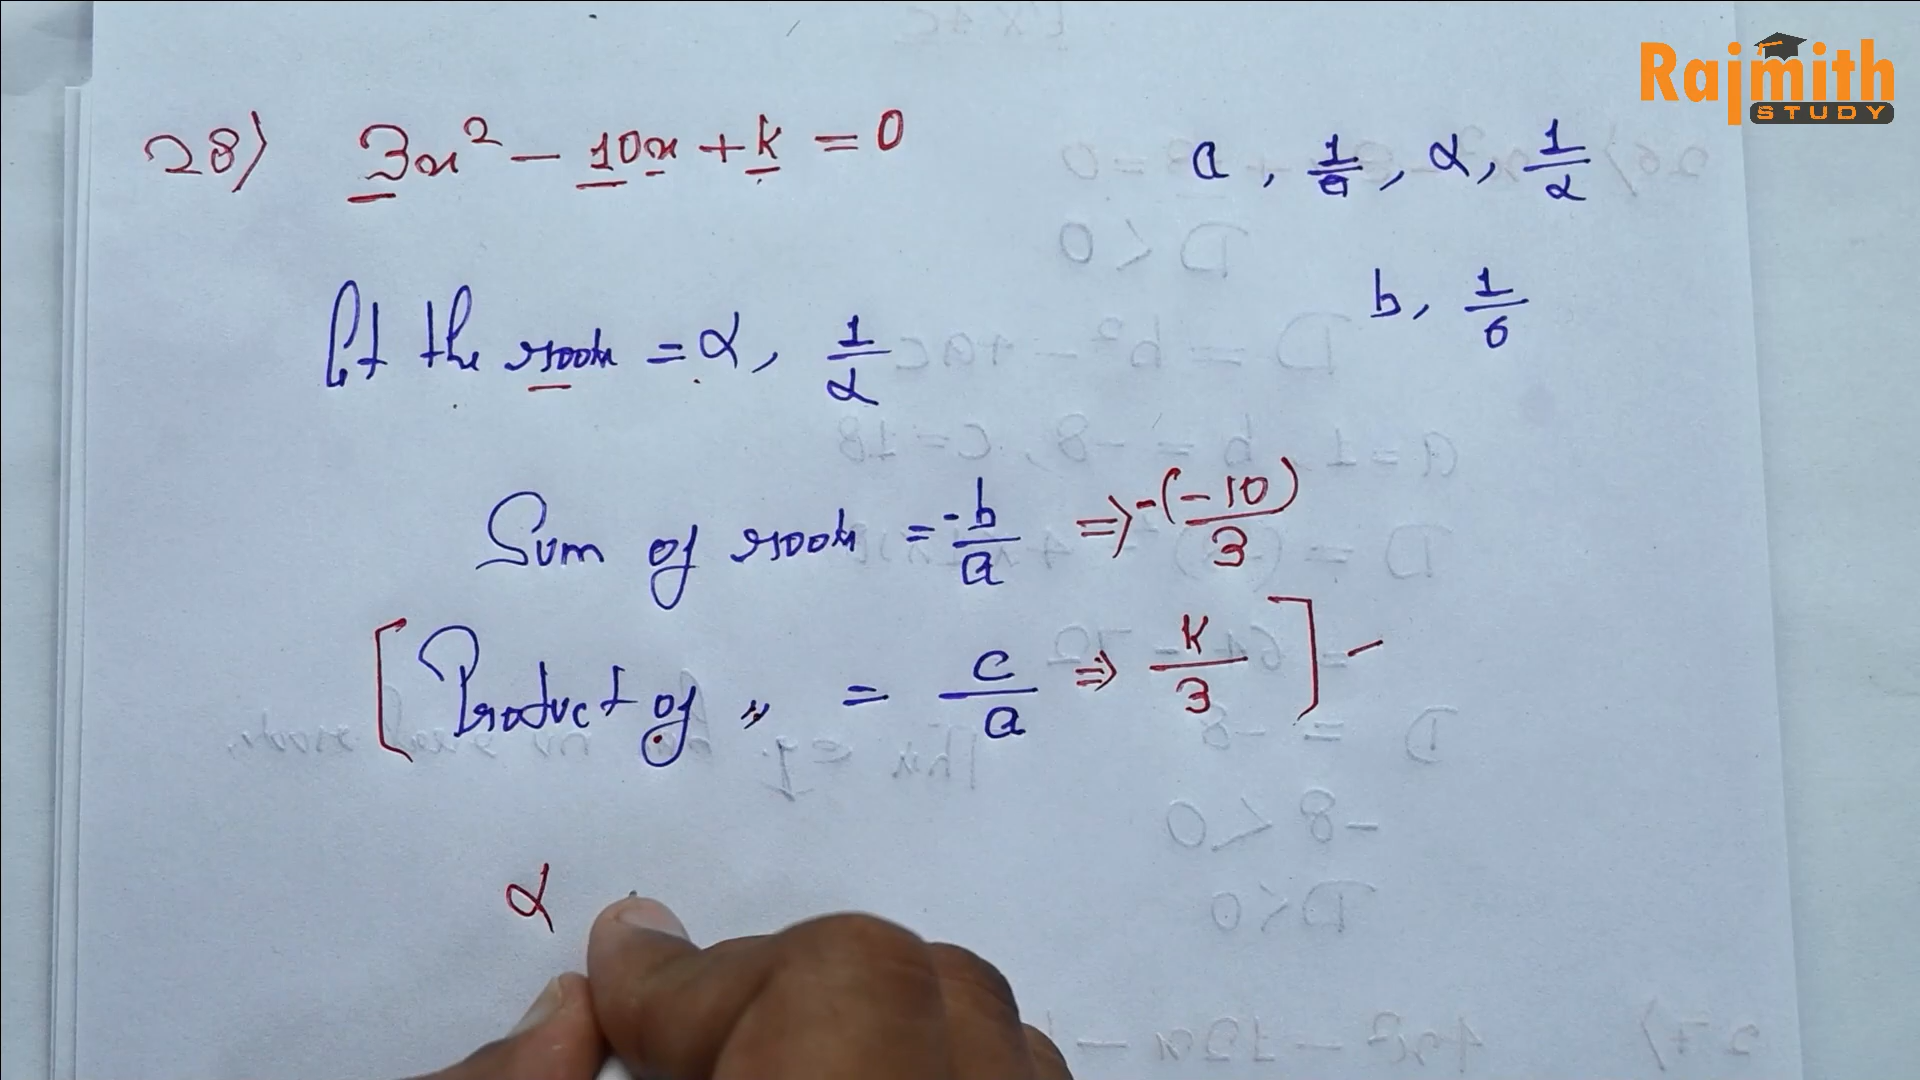 Rajmith
STUDY
28) 3x² - 10x + k = 0
a, 1/a, α, 1/α
b, 1/6
let the roots = α, 1/α
Sum of roots = -b/a ⇒ -(-10)/3
[Product of 〃 = c/a ⇒ k/3] -
α